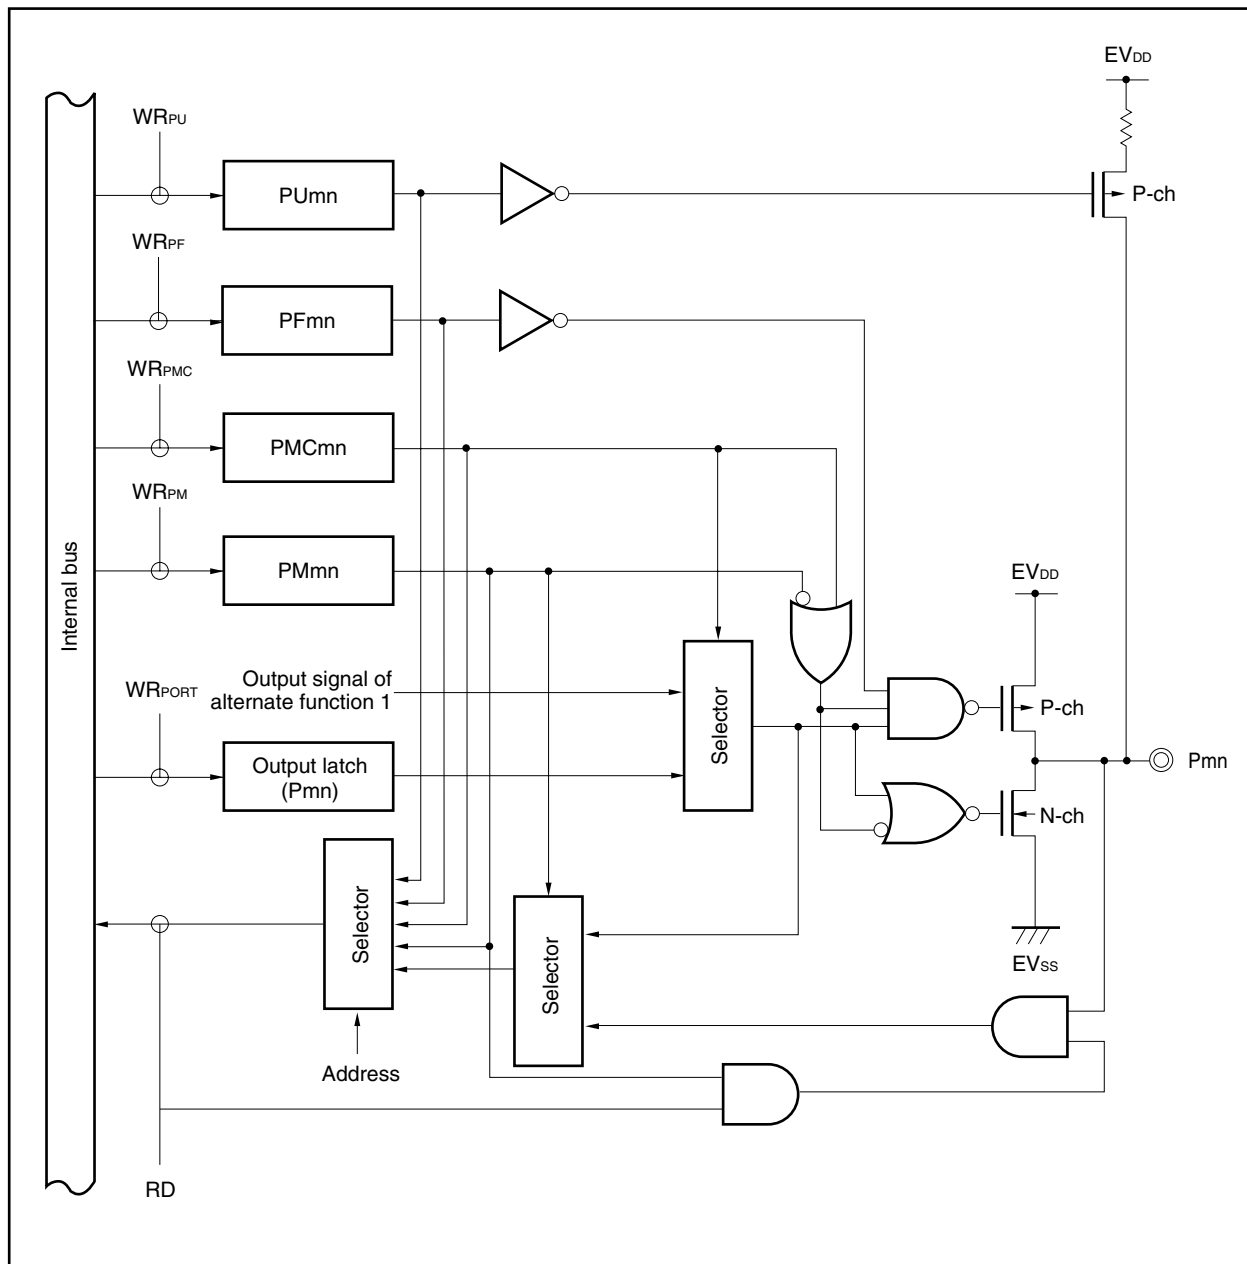 EVDD
WRPU
PUmn
P-ch
WRPF
PFmn
WRPMC
PMCmn
WRPM
PMmn
EVDD
Internal bus
Output signal of
alternate function 1
WRPORT
Selector
P-ch
Output latch
(Pmn)
Pmn
N-ch
Selector
Selector
EVSS
Address
RD